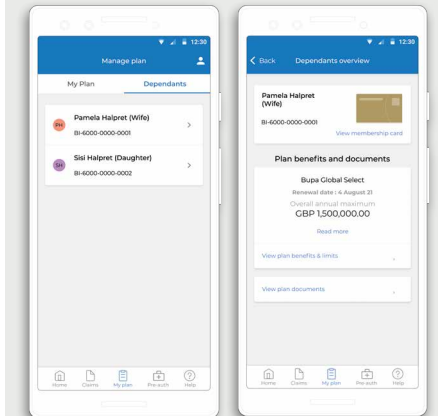 12:30
Manage plan
My Plan
Dependants
PH
Pamela Halpret (Wife)
BI-6000-0000-0001
SH
Sisi Halpret (Daughter)
BI-6000-0000-0002
Home Claims My plan Pre-auth Help
12:30
Back Dependants overview
Pamela Halpret
(Wife)
BI-6000-0000-0001
View membership card
Plan benefits and documents
Bupa Global Select
Renewal date : 4 August 21
Overall annual maximum
GBP 1,500,000.00
Read more
View plan benefits & limits
View plan documents
Home Claims My plan Pre-auth Help